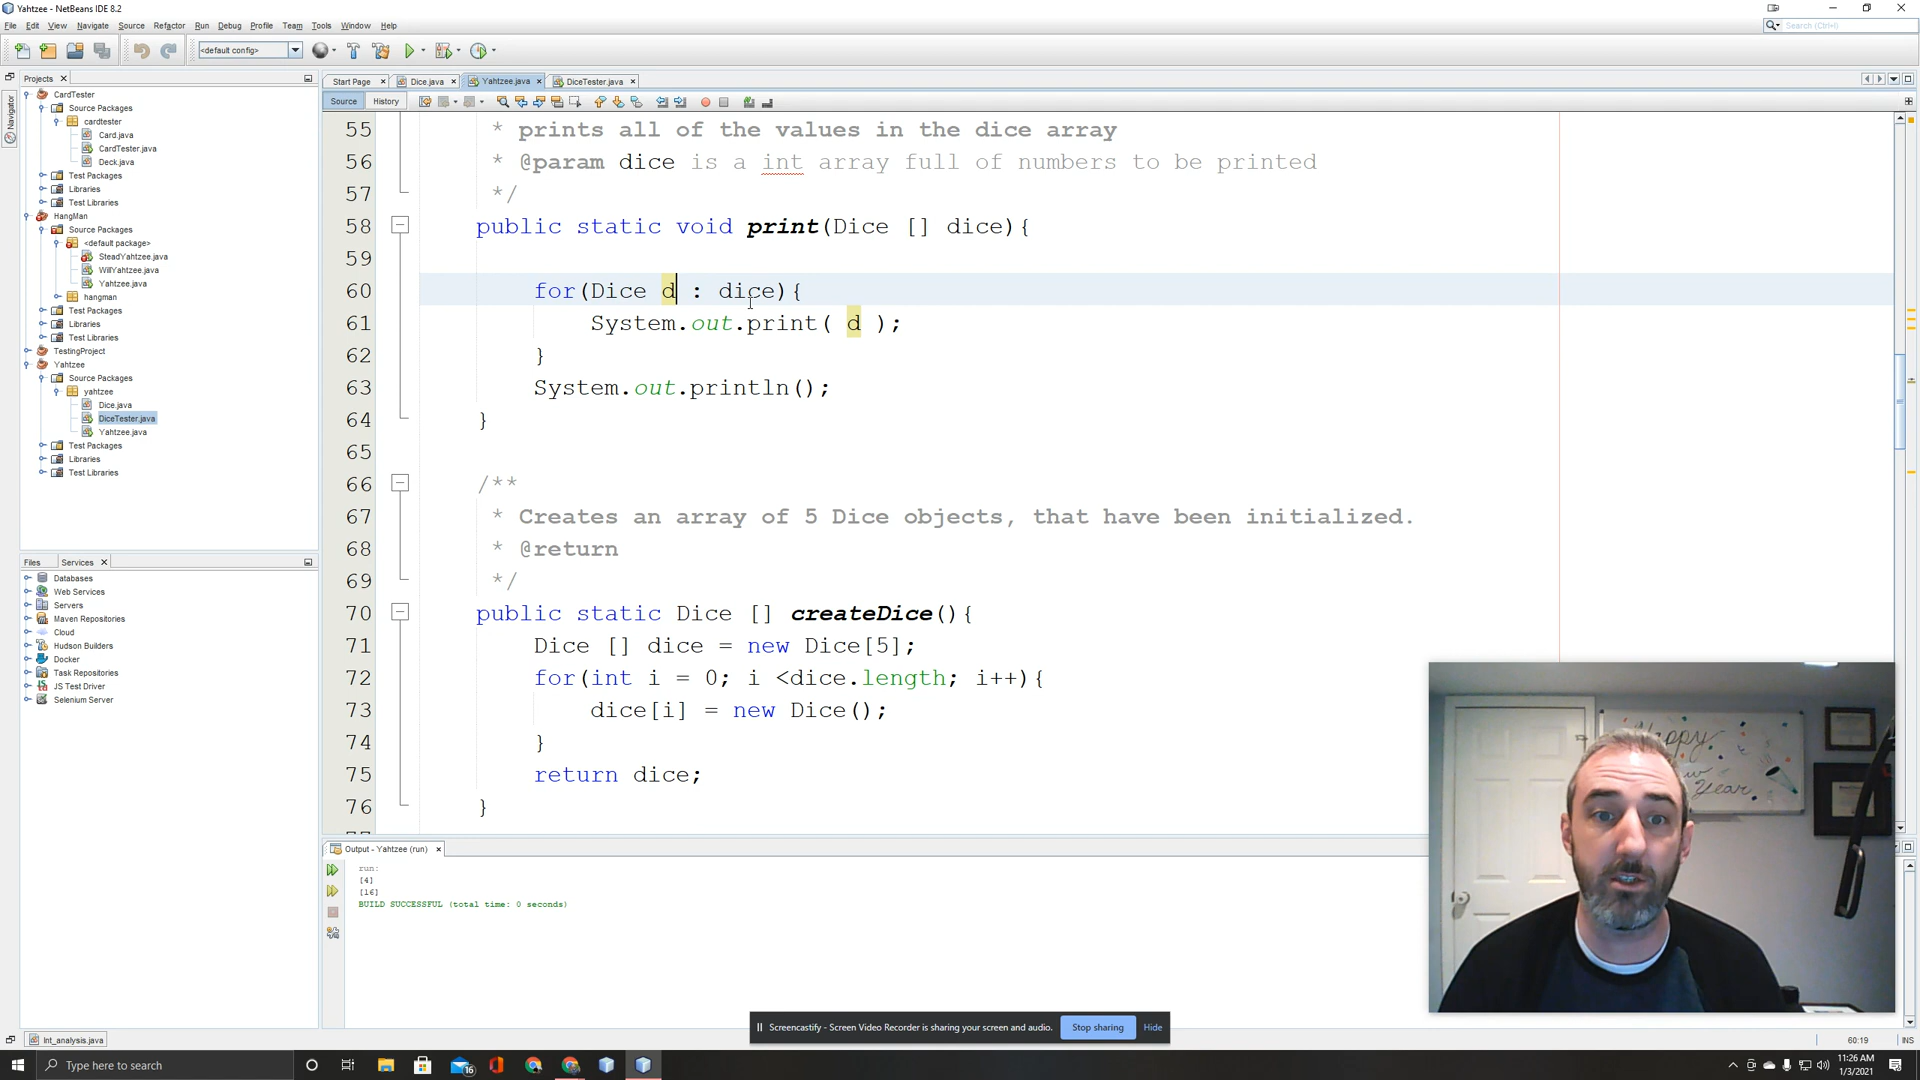 Yahtzee - NetBeans IDE 8.2
File Edit View Navigate Source Refactor Run Debug Profile Team Tools Window Help
Search (Ctrl+I)
<default config>
Projects
Start Page Dice.java Yahtzee.java DiceTester.java
Source History
Navigator
CardTester
Source Packages
cardtester
Card.java
CardTester.java
Deck.java
Test Packages
Libraries
Test Libraries
HangMan
Source Packages
<default package>
SteadYahtzee.java
WillYahtzee.java
Yahtzee.java
hangman
Test Packages
Libraries
Test Libraries
TestingProject
Yahtzee
Source Packages
yahtzee
Dice.java
DiceTester.java
Yahtzee.java
Test Packages
Libraries
Test Libraries
Files Services
Databases
Web Services
Servers
Maven Repositories
Cloud
Hudson Builders
Docker
Task Repositories
JS Test Driver
Selenium Server
55 * prints all of the values in the dice array
56 * @param dice is a int array full of numbers to be printed
57 */
58 public static void print(Dice [] dice){
59
60 for(Dice d : dice){
61 System.out.print( d );
62 }
63 System.out.println();
64 }
65
66 /**
67 * Creates an array of 5 Dice objects, that have been initialized.
68 * @return
69 */
70 public static Dice [] createDice(){
71 Dice [] dice = new Dice[5];
72 for(int i = 0; i <dice.length; i++){
73 dice[i] = new Dice();
74 }
75 return dice;
76 }
Output - Yahtzee (run)
run:
[4]
[16]
BUILD SUCCESSFUL (total time: 0 seconds)
Happy
New
Year
Screencastify - Screen Video Recorder is sharing your screen and audio. Stop sharing Hide
Int_analysis.java
60:19 INS
Type here to search
16
11:26 AM
1/3/2021